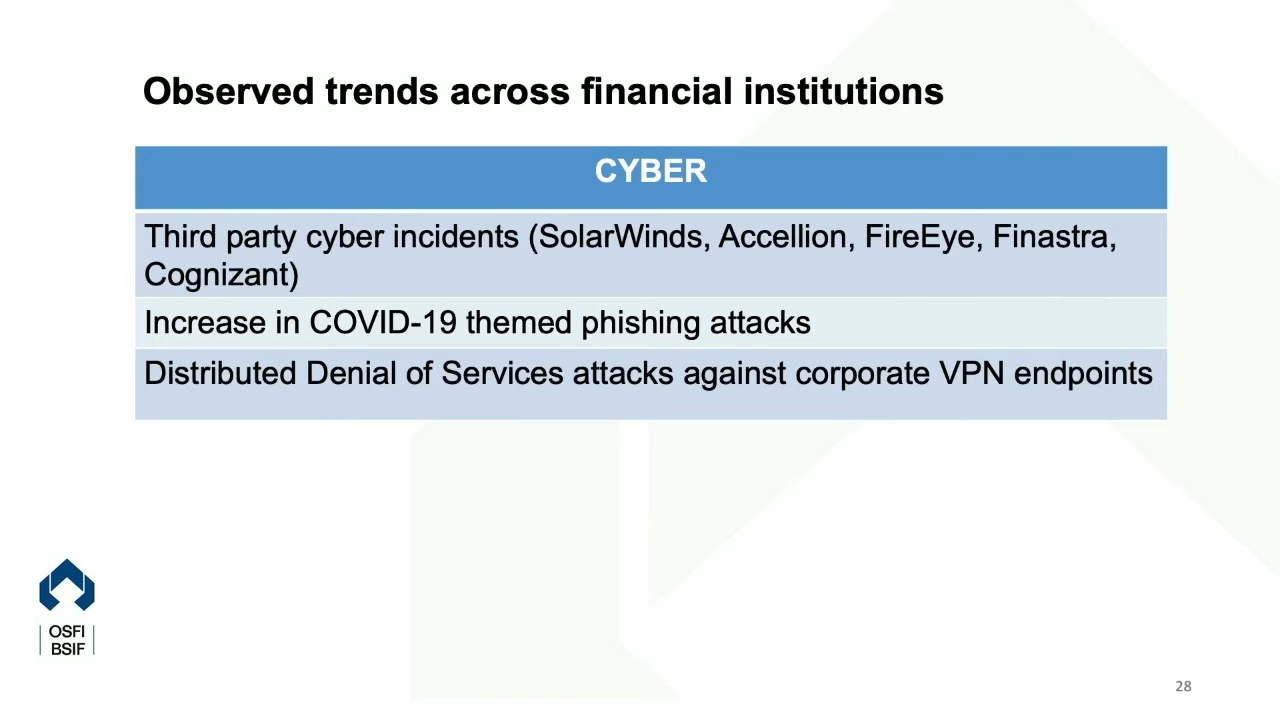 Observed trends across financial institutions
CYBER
Third party cyber incidents (SolarWinds, Accellion, FireEye, Finastra,
Cognizant)
Increase in COVID-19 themed phishing attacks
Distributed Denial of Services attacks against corporate VPN endpoints
OSFI
BSIF
28